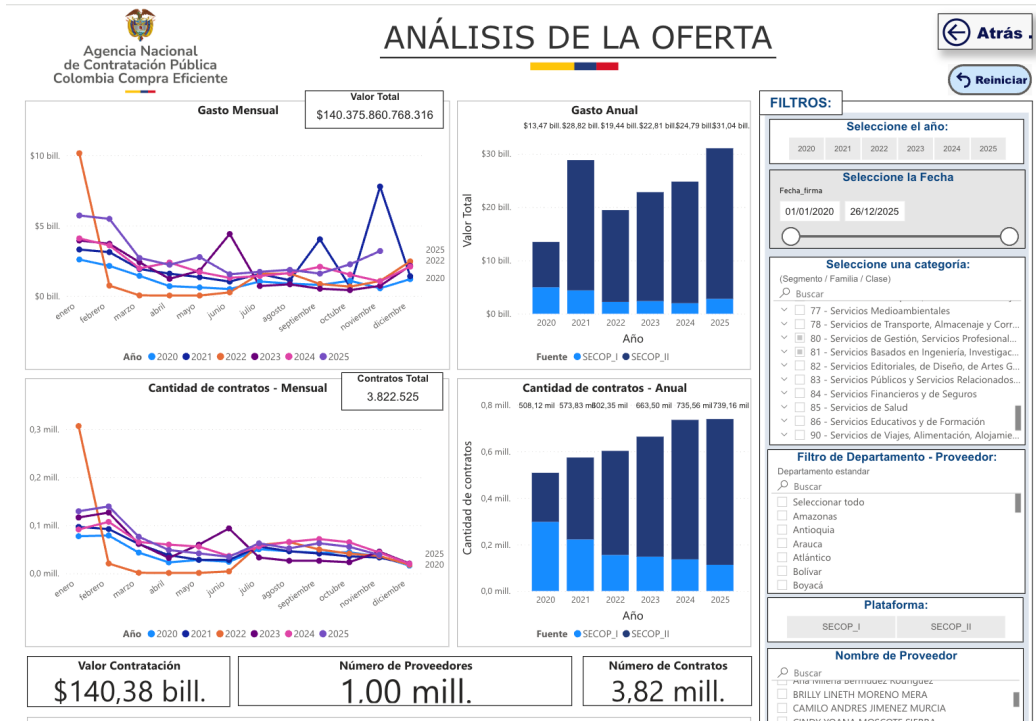 Agencia Nacional
de Contratación Pública
Colombia Compra Eficiente
ANÁLISIS DE LA OFERTA
Atrás .
Reiniciar
Gasto Mensual
Valor Total
$140.375.860.768.316
$10 bill.
$5 bill.
$0 bill.
2025
2022
2020
enero
febrero
marzo
abril
mayo
junio
julio
agosto
septiembre
octubre
noviembre
diciembre
Año 2020 2021 2022 2023 2024 2025
Gasto Anual
$13,47 bill. $28,82 bill. $19,44 bill. $22,81 bill. $24,79 bill. $31,04 bill.
Valor Total
$30 bill.
$20 bill.
$10 bill.
$0 bill.
2020 2021 2022 2023 2024 2025
Año
Fuente SECOP_I SECOP_II
Cantidad de contratos - Mensual
Contratos Total
3.822.525
0,3 mill.
0,2 mill.
0,1 mill.
0,0 mill.
2025
2020
enero
febrero
marzo
abril
mayo
junio
julio
agosto
septiembre
octubre
noviembre
diciembre
Año 2020 2021 2022 2023 2024 2025
Cantidad de contratos - Anual
508,12 mil 573,83 mil 602,35 mil 663,50 mil 735,56 mil 739,16 mil
Cantidad de contratos
0,8 mill.
0,6 mill.
0,4 mill.
0,2 mill.
0,0 mill.
2020 2021 2022 2023 2024 2025
Año
Fuente SECOP_I SECOP_II
Valor Contratación
$140,38 bill.
Número de Proveedores
1.00 mill.
Número de Contratos
3,82 mill.
FILTROS:
Seleccione el año:
2020 2021 2022 2023 2024 2025
Seleccione la Fecha
Fecha_firma
01/01/2020 26/12/2025
Seleccione una categoría:
(Segmento / Familia / Clase)
Buscar
77 - Servicios Medioambientales
78 - Servicios de Transporte, Almacenaje y Corr...
80 - Servicios de Gestión, Servicios Profesional...
81 - Servicios Basados en Ingeniería, Investigac...
82 - Servicios Editoriales, de Diseño, de Artes G...
83 - Servicios Públicos y Servicios Relacionados...
84 - Servicios Financieros y de Seguros
85 - Servicios de Salud
86 - Servicios Educativos y de Formación
90 - Servicios de Viajes, Alimentación, Alojamie...
Filtro de Departamento - Proveedor:
Departamento estandar
Buscar
Seleccionar todo
Amazonas
Antioquia
Arauca
Atlántico
Bolívar
Boyacá
Plataforma:
SECOP_I SECOP_II
Nombre de Proveedor
Buscar
Ana Milena Bermudez Rodriguez
BRILLY LINETH MORENO MERA
CAMILO ANDRES JIMENEZ MURCIA